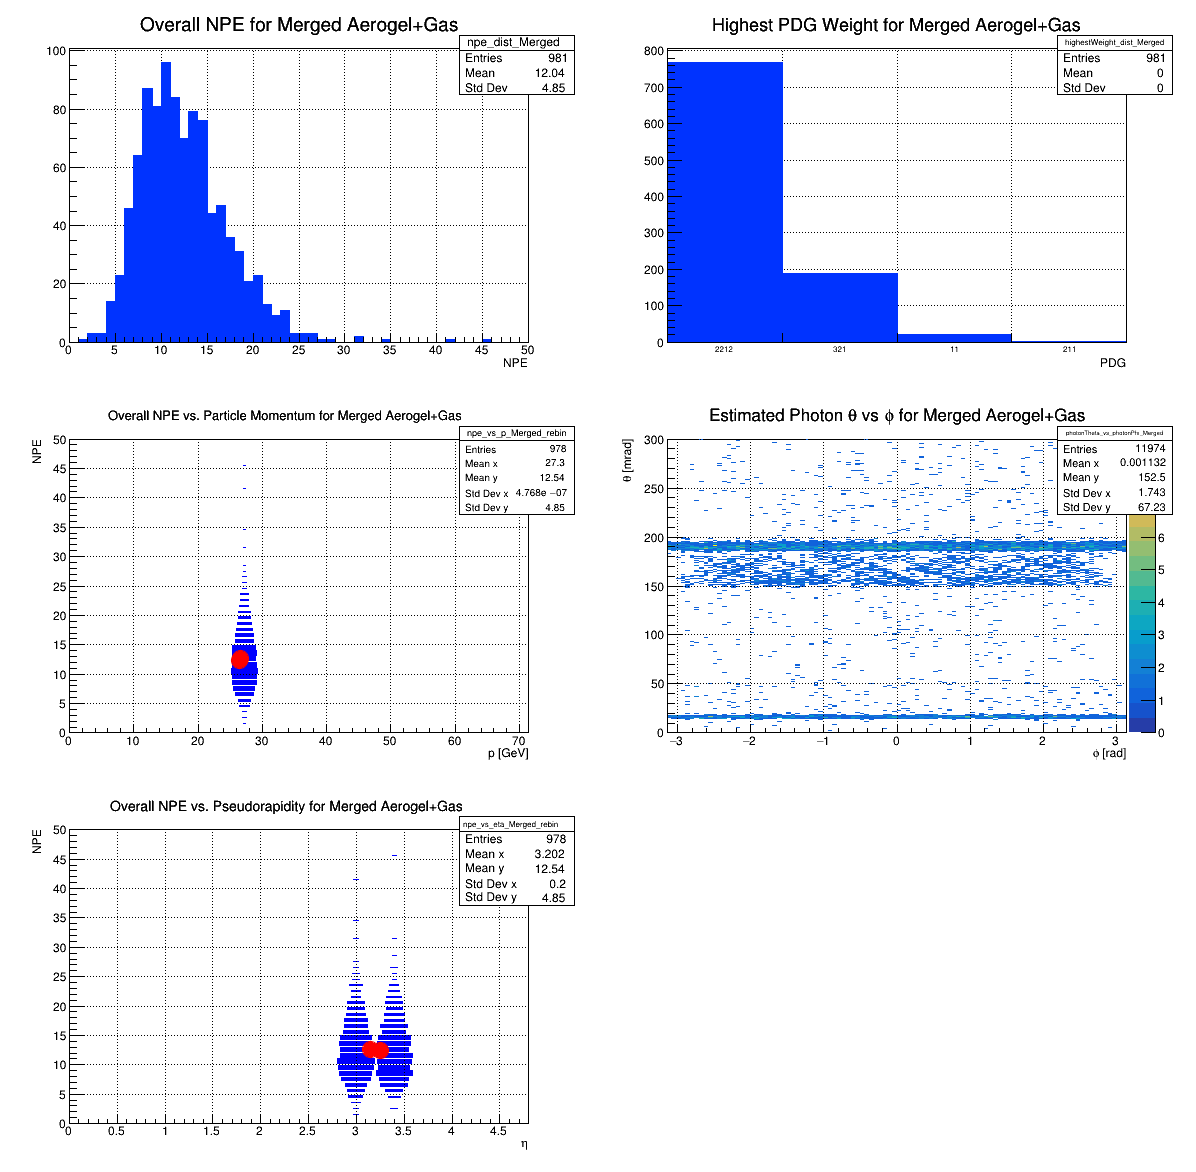 Overall NPE for Merged Aerogel+Gas
npe_dist_Merged
Entries 981
Mean 12.04
Std Dev 4.85
100
80
60
40
20
0
0 5 10 15 20 25 30 35 40 45 50
NPE
Highest PDG Weight for Merged Aerogel+Gas
highestWeight_dist_Merged
Entries 981
Mean 0
Std Dev 0
800
700
600
500
400
300
200
100
0
2212 321 11 211
PDG
Overall NPE vs. Particle Momentum for Merged Aerogel+Gas
npe_vs_p_Merged_rebin
Entries 978
Mean x 27.3
Mean y 12.54
Std Dev x 4.768e −07
Std Dev y 4.85
NPE
50
45
40
35
30
25
20
15
10
5
0
0 10 20 30 40 50 60 70
p [GeV]
Estimated Photon θ vs ϕ for Merged Aerogel+Gas
photonTheta_vs_photonPhi_Merged
Entries 11974
Mean x 0.001132
Mean y 152.5
Std Dev x 1.743
Std Dev y 67.23
θ [mrad]
300
250
200
150
100
50
0
−3 −2 −1 0 1 2 3
ϕ [rad]
6
5
4
3
2
1
0
Overall NPE vs. Pseudorapidity for Merged Aerogel+Gas
npe_vs_eta_Merged_rebin
Entries 978
Mean x 3.202
Mean y 12.54
Std Dev x 0.2
Std Dev y 4.85
NPE
50
45
40
35
30
25
20
15
10
5
0
0 0.5 1 1.5 2 2.5 3 3.5 4 4.5
η